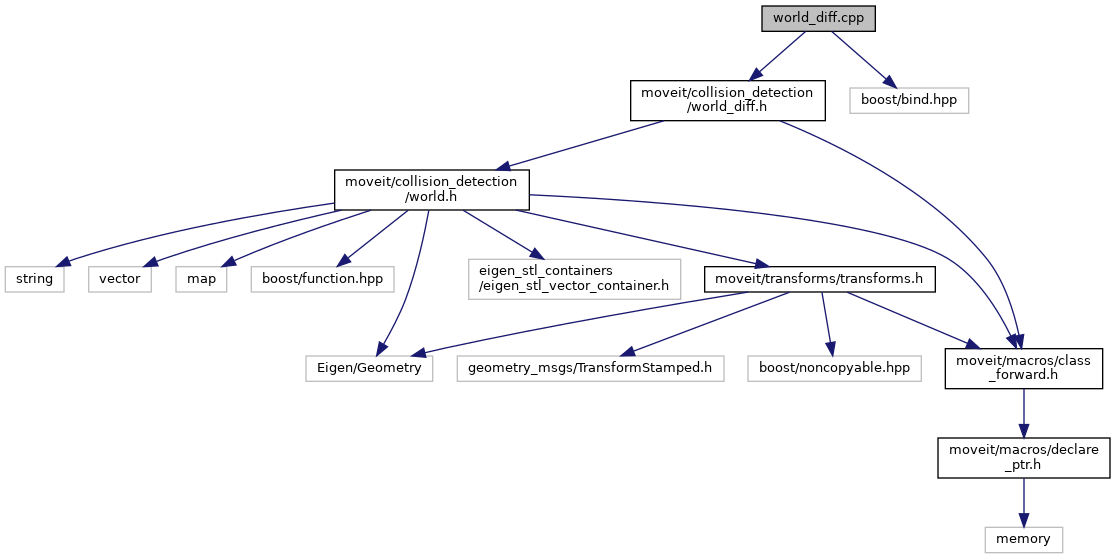 world_diff.cpp
moveit/collision_detection
/world_diff.h
boost/bind.hpp
moveit/collision_detection
/world.h
string
vector
map
boost/function.hpp
eigen_stl_containers
/eigen_stl_vector_container.h
moveit/transforms/transforms.h
Eigen/Geometry
geometry_msgs/TransformStamped.h
boost/noncopyable.hpp
moveit/macros/class
_forward.h
moveit/macros/declare
_ptr.h
memory